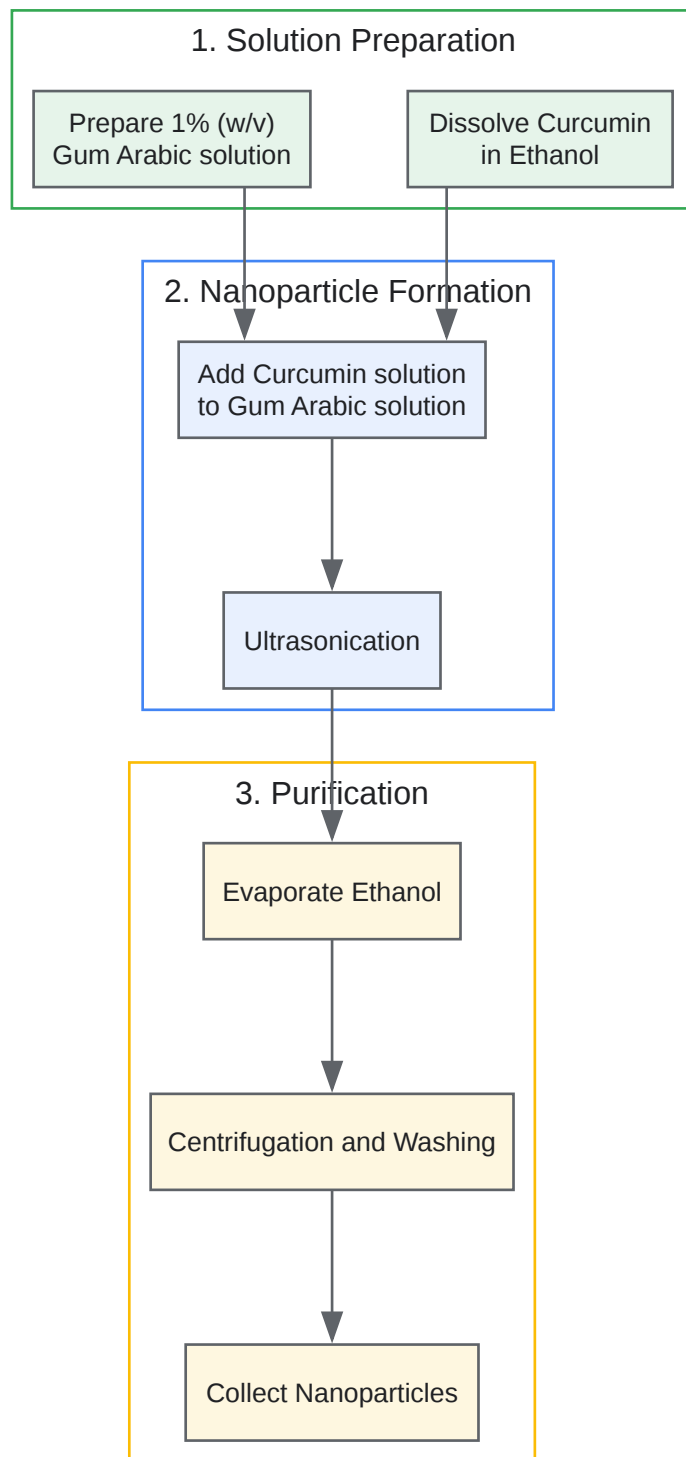 1. Solution Preparation
Prepare 1% (w/v)
Gum Arabic solution
Dissolve Curcumin
in Ethanol
2. Nanoparticle Formation
Add Curcumin solution
to Gum Arabic solution
Ultrasonication
3. Purification
Evaporate Ethanol
Centrifugation and Washing
Collect Nanoparticles